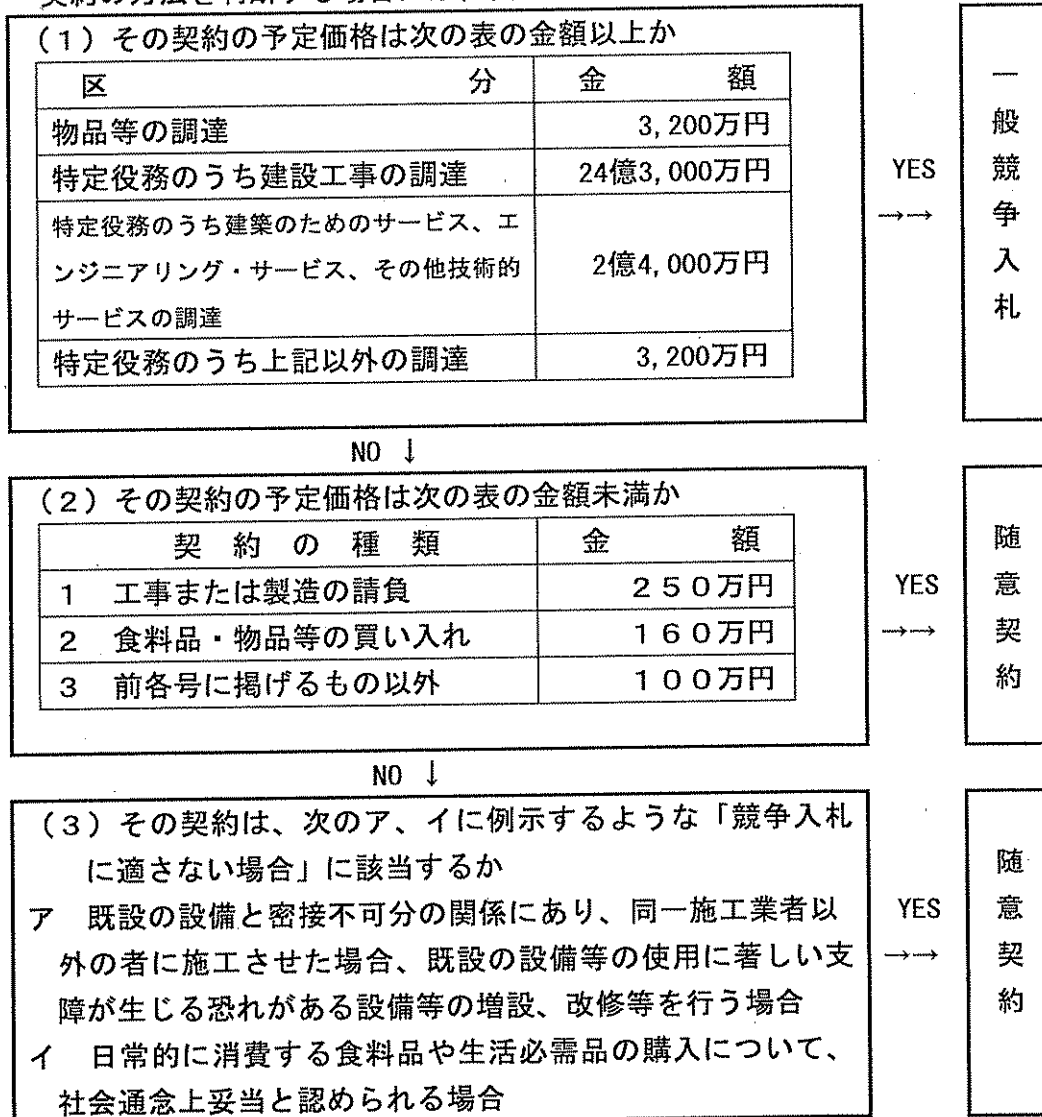 (1)その契約の予定価格は次の表の金額以上か
区 分 金 額
物品等の調達 3,200万円
特定役務のうち建設工事の調達 24億3,000万円
特定役務のうち建築のためのサービス、エ
ンジニアリング・サービス、その他技術的
サービスの調達
2億4,000万円
特定役務のうち上記以外の調達 3,200万円
YES
→→
一般競争入札
NO ↓
(2)その契約の予定価格は次の表の金額未満か
契 約 の 種 類 金 額
1 工事または製造の請負 250万円
2 食料品・物品等の買い入れ 160万円
3 前各号に掲げるもの以外 100万円
YES
→→
随意契約
NO ↓
(3)その契約は、次のア、イに例示するような「競争入札
に適さない場合」に該当するか
ア 既設の設備と密接不可分の関係にあり、同一施工業者以
外の者に施工させた場合、既設の設備等の使用に著しい支
障が生じる恐れがある設備等の増設、改修等を行う場合
イ 日常的に消費する食料品や生活必需品の購入について、
社会通念上妥当と認められる場合
YES
→→
随意契約